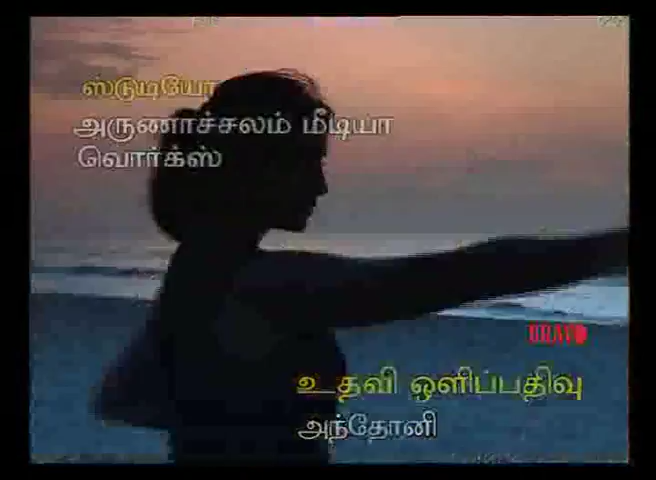 ஸ்டுடியோ
அருணாச்சலம் மீடியா
வொர்க்ஸ்
உதவி ஒளிப்பதிவு
அந்தோனி